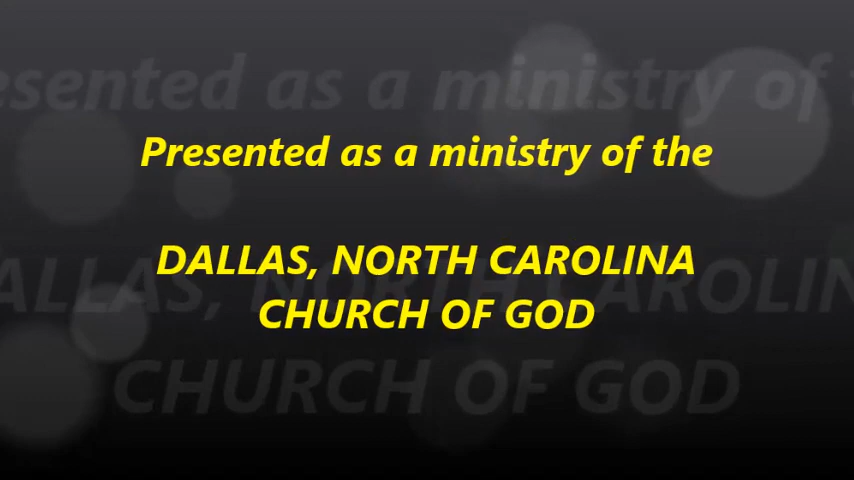 Presented as a ministry of the
DALLAS, NORTH CAROLINA
CHURCH OF GOD